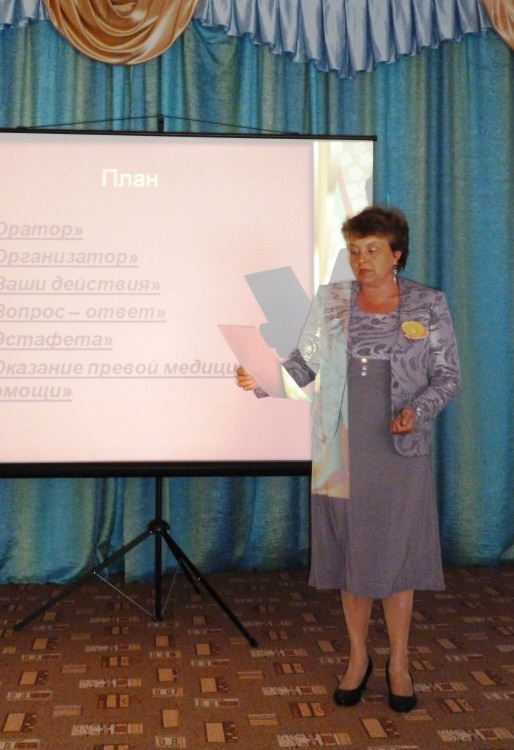 План
Оратор»
Организатор»
Ваши действия»
Вопрос – ответ»
Эстафета»
Оказание превой медици
омощи»